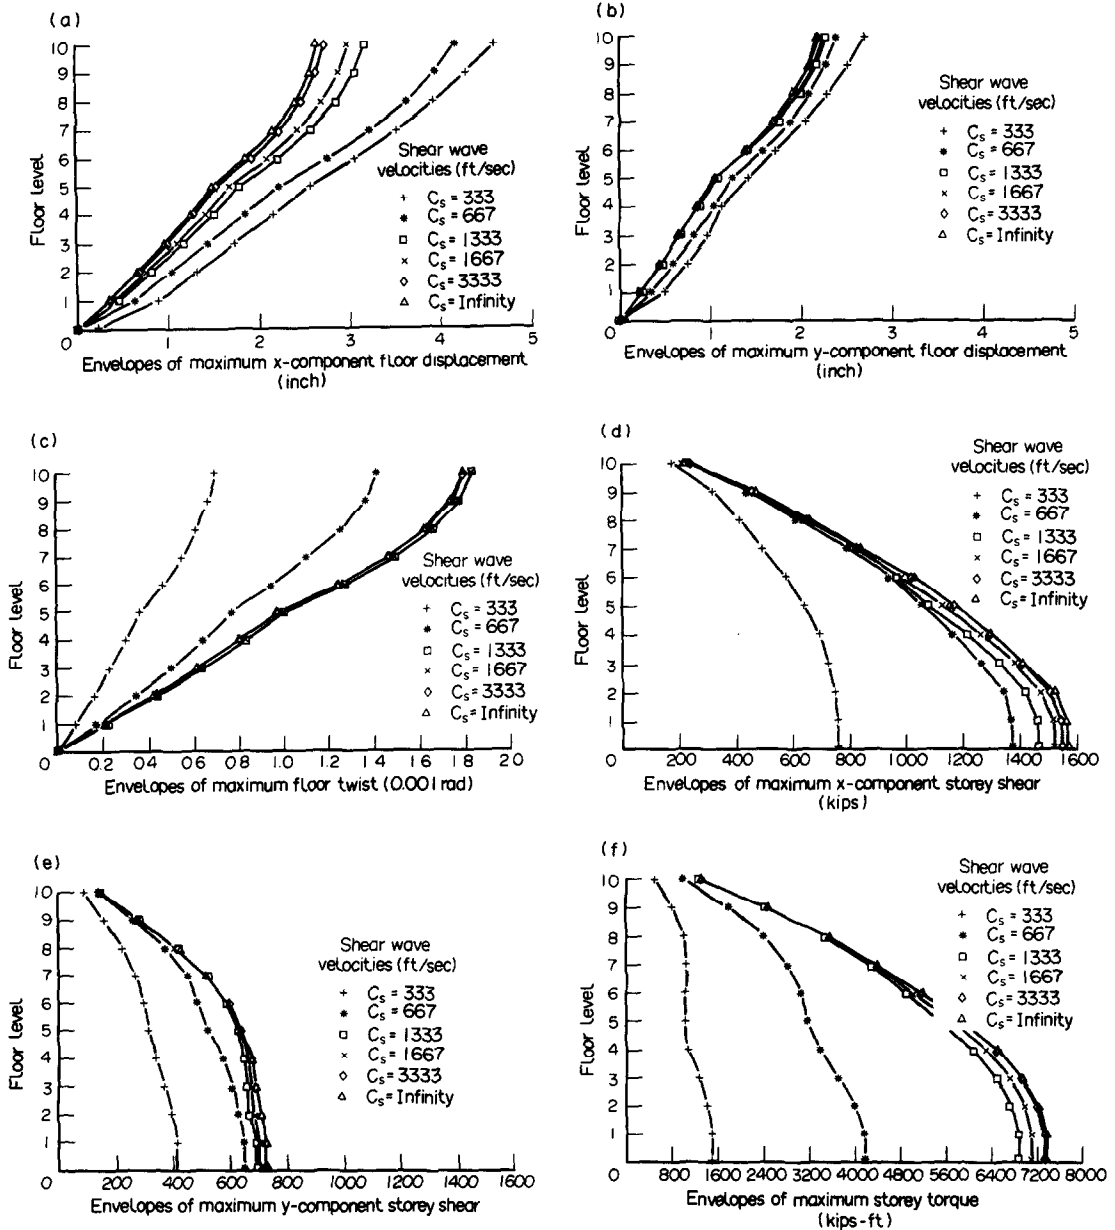 (a)
10
9
8
7
6
5
4
3
2
1
Floor level
Shear wave
velocities (ft/sec)
Cs = 333
Cs = 667
Cs = 1333
Cs = 1667
Cs = 3333
Cs = Infinity
0 1 2 3 4 5
Envelopes of maximum x-component floor displacement
(inch)
(b)
10
9
8
7
6
5
4
3
2
1
Floor level
Shear wave
velocities (ft/sec)
Cs = 333
Cs = 667
Cs = 1333
Cs = 1667
Cs = 3333
Cs = Infinity
0 1 2 3 4 5
Envelopes of maximum y-component floor displacement
(inch)
(c)
10
9
8
7
6
5
4
3
2
1
Floor level
Shear wave
velocities (ft/sec)
Cs = 333
Cs = 667
Cs = 1333
Cs = 1667
Cs = 3333
Cs = Infinity
0 0.2 0.4 0.6 0.8 1.0 1.2 1.4 1.6 1.8 2.0
Envelopes of maximum floor twist (0.001 rad)
(d)
10
9
8
7
6
5
4
3
2
1
Floor level
Shear wave
velocities (ft/sec)
Cs = 333
Cs = 667
Cs = 1333
Cs = 1667
Cs = 3333
Cs = Infinity
0 200 400 600 800 1000 1200 1400 1600
Envelopes of maximum x-component storey shear
(kips)
(e)
10
9
8
7
6
5
4
3
2
1
Floor level
Shear wave
velocities (ft/sec)
Cs = 333
Cs = 667
Cs = 1333
Cs = 1667
Cs = 3333
Cs = Infinity
0 200 400 600 800 1000 1200 1400 1600
Envelopes of maximum y-component storey shear
(f)
10
9
8
7
6
5
4
3
2
1
Floor level
Shear wave
velocities (ft/sec)
Cs = 333
Cs = 667
Cs = 1333
Cs = 1667
Cs = 3333
Cs = Infinity
0 800 1600 2400 3200 4000 4800 5600 6400 7200 8000
Envelopes of maximum storey torque
(kips-ft)